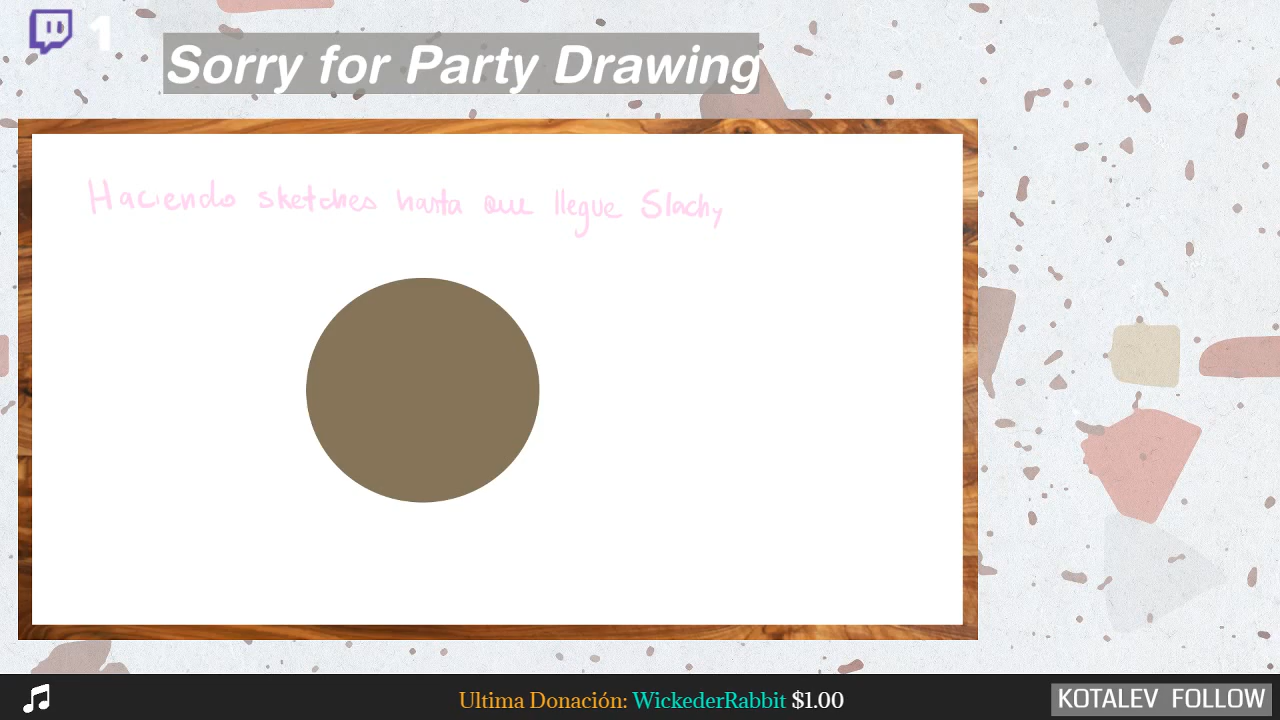 1
Sorry for Party Drawing
Haciendo sketches hasta que llegue Slachy
Ultima Donación: WickederRabbit $1.00
KOTALEV FOLLOW